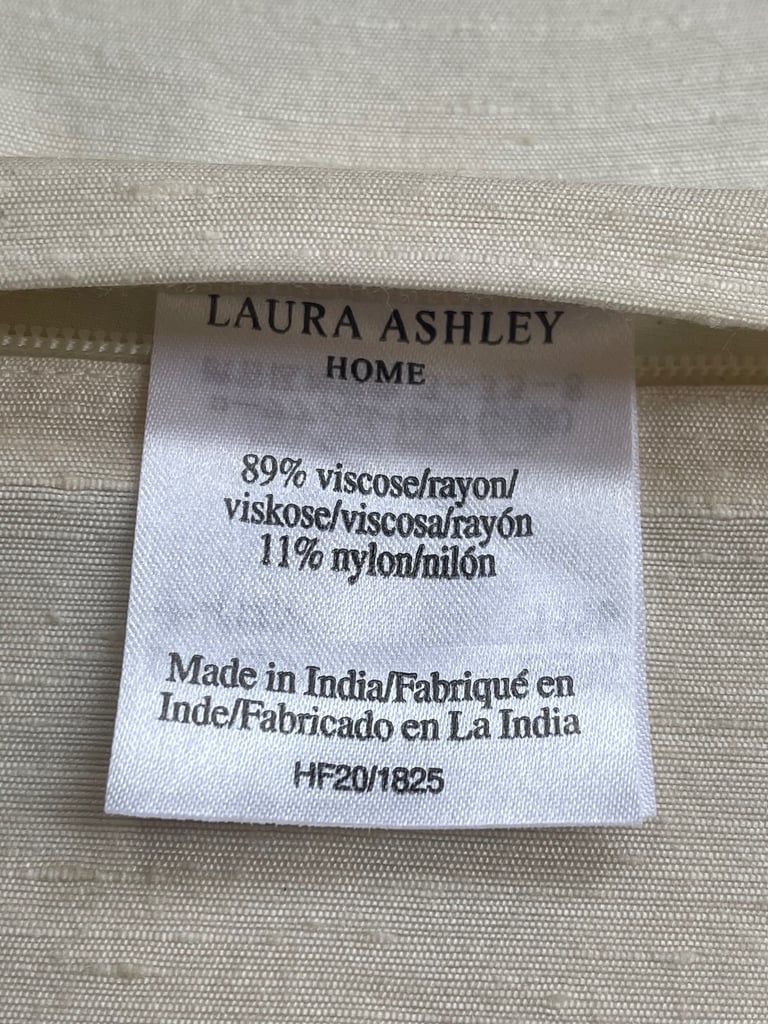 LAURA ASHLEY
HOME
89% viscose/rayon/
viskose/viscosa/rayón
11% nylon/nilón
Made in India/Fabriqué en
Inde/Fabricado en La India
HF20/1825